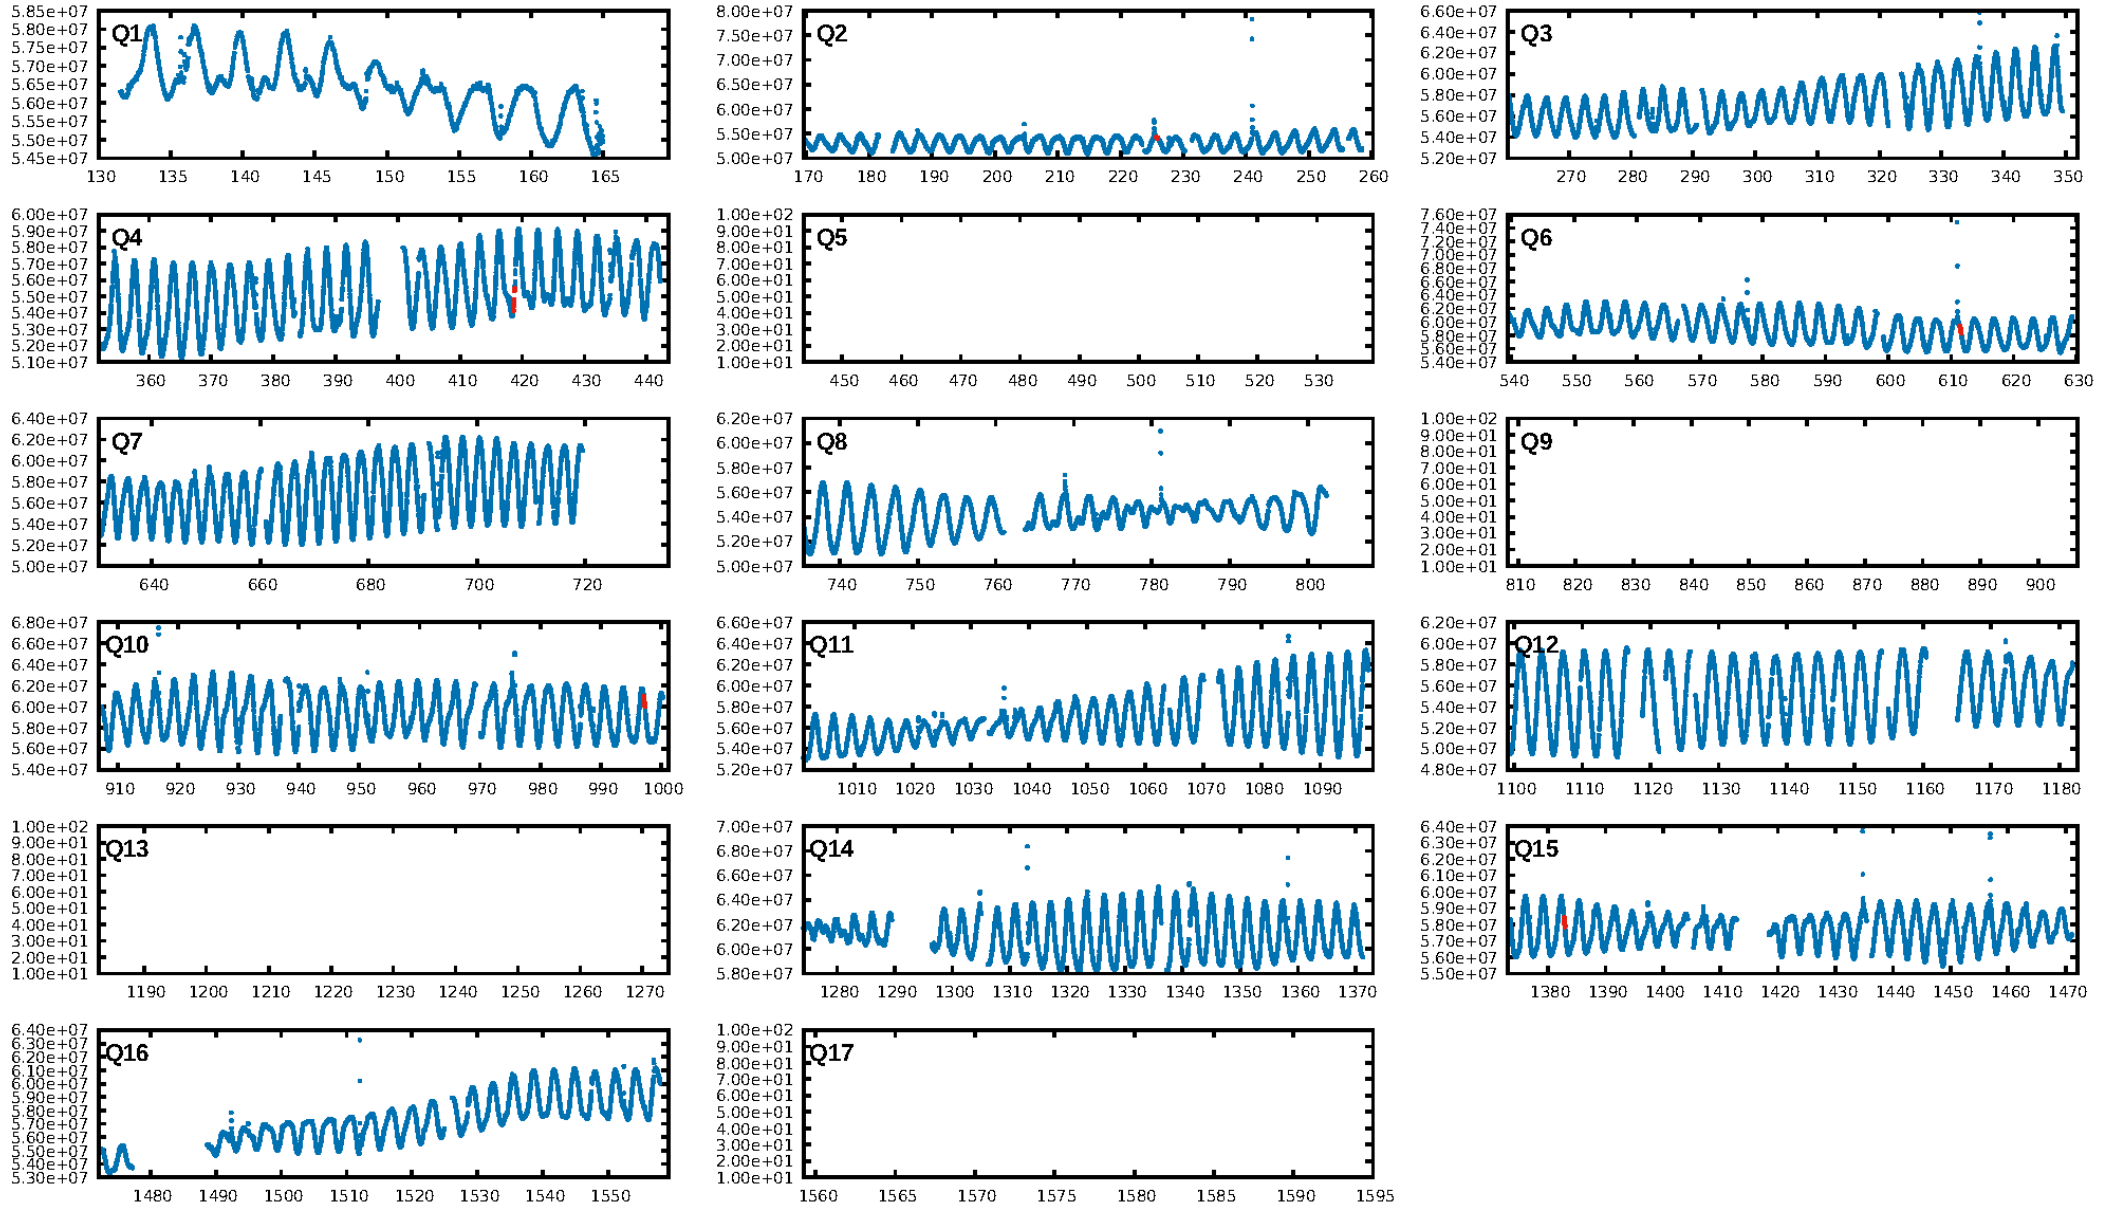 5.85e+07 5.80e+07 5.75e+07 5.70e+07 5.65e+07 5.60e+07 5.55e+07 5.50e+07 5.45e+07
Q1
130 135 140 145 150 155 160 165
8.00e+07 7.50e+07 7.00e+07 6.50e+07 6.00e+07 5.50e+07 5.00e+07
Q2
170 180 190 200 210 220 230 240 250 260
6.60e+07 6.40e+07 6.20e+07 6.00e+07 5.80e+07 5.60e+07 5.40e+07 5.20e+07
Q3
270 280 290 300 310 320 330 340 350
6.00e+07 5.90e+07 5.80e+07 5.70e+07 5.60e+07 5.50e+07 5.40e+07 5.30e+07 5.20e+07 5.10e+07
Q4
360 370 380 390 400 410 420 430 440
1.00e+02 9.00e+01 8.00e+01 7.00e+01 6.00e+01 5.00e+01 4.00e+01 3.00e+01 2.00e+01 1.00e+01
Q5
450 460 470 480 490 500 510 520 530
7.60e+07 7.40e+07 7.20e+07 7.00e+07 6.80e+07 6.60e+07 6.40e+07 6.20e+07 6.00e+07 5.80e+07 5.60e+07 5.40e+07
Q6
540 550 560 570 580 590 600 610 620 630
6.40e+07 6.20e+07 6.00e+07 5.80e+07 5.60e+07 5.40e+07 5.20e+07 5.00e+07
Q7
640 660 680 700 720
6.20e+07 6.00e+07 5.80e+07 5.60e+07 5.40e+07 5.20e+07 5.00e+07
Q8
740 750 760 770 780 790 800
1.00e+02 9.00e+01 8.00e+01 7.00e+01 6.00e+01 5.00e+01 4.00e+01 3.00e+01 2.00e+01 1.00e+01
Q9
810 820 830 840 850 860 870 880 890 900
6.80e+07 6.60e+07 6.40e+07 6.20e+07 6.00e+07 5.80e+07 5.60e+07 5.40e+07
Q10
910 920 930 940 950 960 970 980 990 1000
6.60e+07 6.40e+07 6.20e+07 6.00e+07 5.80e+07 5.60e+07 5.40e+07 5.20e+07
Q11
1010 1020 1030 1040 1050 1060 1070 1080 1090
6.20e+07 6.00e+07 5.80e+07 5.60e+07 5.40e+07 5.20e+07 5.00e+07 4.80e+07
Q12
1100 1110 1120 1130 1140 1150 1160 1170 1180
1.00e+02 9.00e+01 8.00e+01 7.00e+01 6.00e+01 5.00e+01 4.00e+01 3.00e+01 2.00e+01 1.00e+01
Q13
1190 1200 1210 1220 1230 1240 1250 1260 1270
7.00e+07 6.80e+07 6.60e+07 6.40e+07 6.20e+07 6.00e+07 5.80e+07
Q14
1280 1290 1300 1310 1320 1330 1340 1350 1360 1370
6.40e+07 6.30e+07 6.20e+07 6.10e+07 6.00e+07 5.90e+07 5.80e+07 5.70e+07 5.60e+07 5.50e+07
Q15
1380 1390 1400 1410 1420 1430 1440 1450 1460 1470
6.40e+07 6.30e+07 6.20e+07 6.10e+07 6.00e+07 5.90e+07 5.80e+07 5.70e+07 5.60e+07 5.50e+07 5.40e+07 5.30e+07
Q16
1480 1490 1500 1510 1520 1530 1540 1550
1.00e+02 9.00e+01 8.00e+01 7.00e+01 6.00e+01 5.00e+01 4.00e+01 3.00e+01 2.00e+01 1.00e+01
Q17
1560 1565 1570 1575 1580 1585 1590 1595